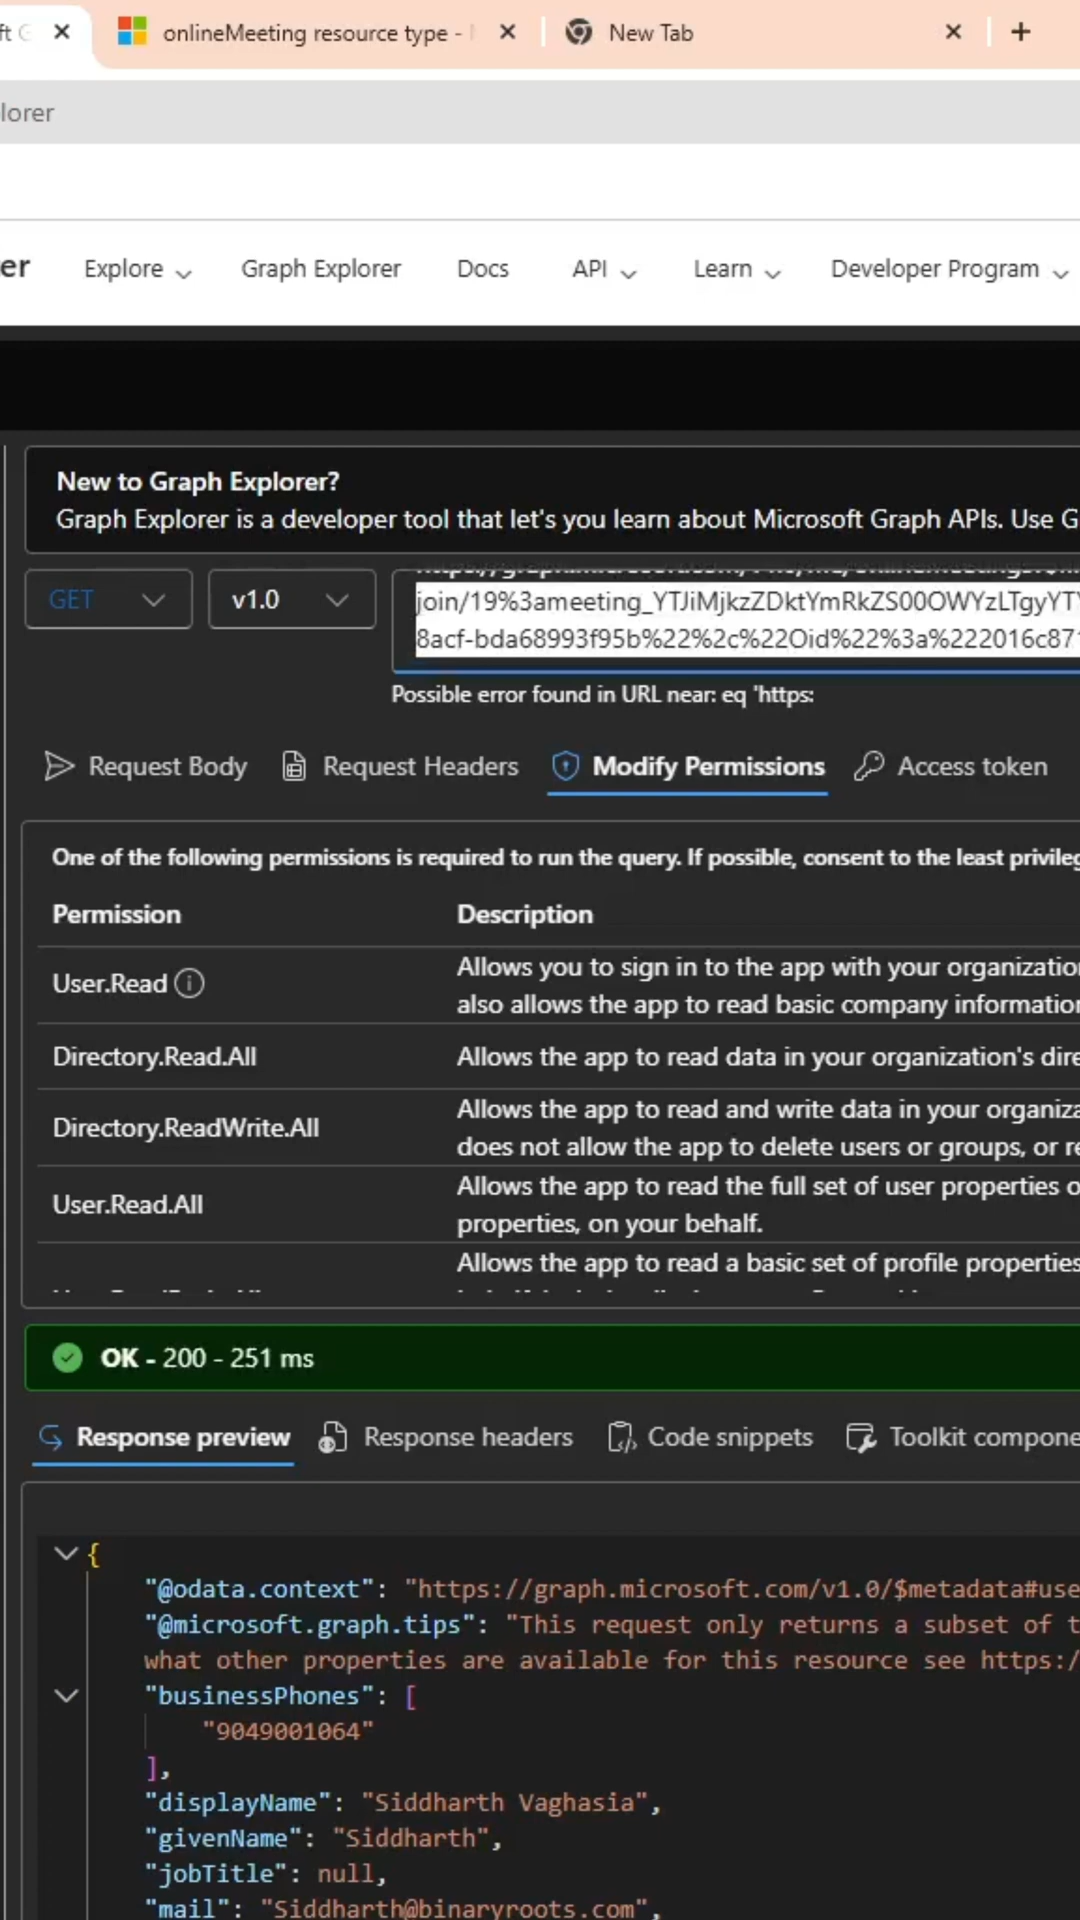 onlineMeeting resource type -
New Tab
lorer
er
Explore
Graph Explorer
Docs
API
Learn
Developer Program
New to Graph Explorer?
Graph Explorer is a developer tool that let's you learn about Microsoft Graph APIs. Use G
GET
v1.0
join/19%3ameeting_YTJiMjkzZDktYmRkZS00OWYzLTgyYTY
8acf-bda68993f95b%22%2c%22Oid%22%3a%222016c871
Possible error found in URL near: eq 'https:
Request Body
Request Headers
Modify Permissions
Access token
One of the following permissions is required to run the query. If possible, consent to the least privileg
Permission Description
User.Read
Allows you to sign in to the app with your organization
also allows the app to read basic company information
Directory.Read.All
Allows the app to read data in your organization's dire
Directory.ReadWrite.All
Allows the app to read and write data in your organiza
does not allow the app to delete users or groups, or re
User.Read.All
Allows the app to read the full set of user properties o
properties, on your behalf.
Allows the app to read a basic set of profile properties
OK - 200 - 251 ms
Response preview
Response headers
Code snippets
Toolkit compone
{
"@odata.context": "https://graph.microsoft.com/v1.0/$metadata#use
"@microsoft.graph.tips": "This request only returns a subset of t
what other properties are available for this resource see https:/
"businessPhones": [
"9049001064"
],
"displayName": "Siddharth Vaghasia",
"givenName": "Siddharth",
"jobTitle": null,
"mail": "Siddharth@binaryroots.com",